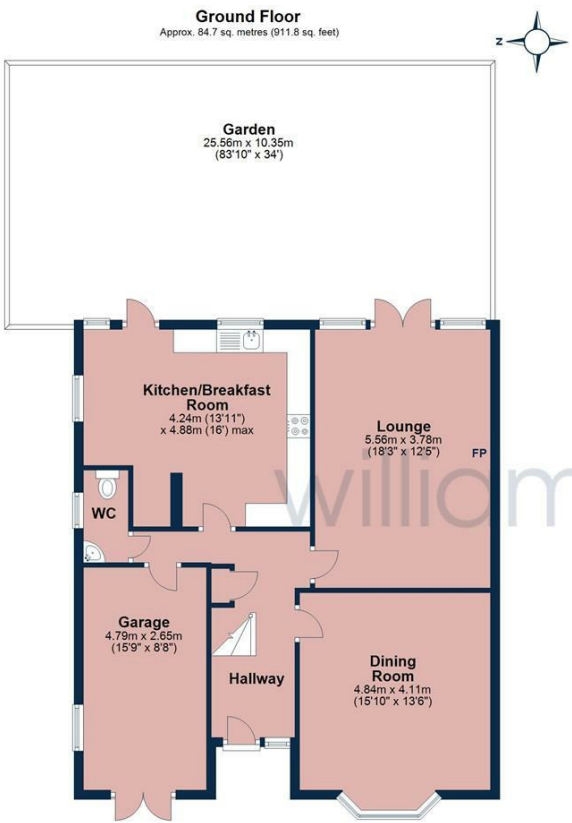 Ground Floor
Approx. 84.7 sq. metres (911.8 sq. feet)
N
Garden
25.56m x 10.35m
(83'10" x 34')
Kitchen/Breakfast
Room
4.24m (13'11")
x 4.88m (16') max
Lounge
5.56m x 3.78m
(18'3" x 12'5")
FP
william
WC
Garage
4.79m x 2.65m
(15'9" x 8'8")
Hallway
Dining
Room
4.84m x 4.11m
(15'10" x 13'6")